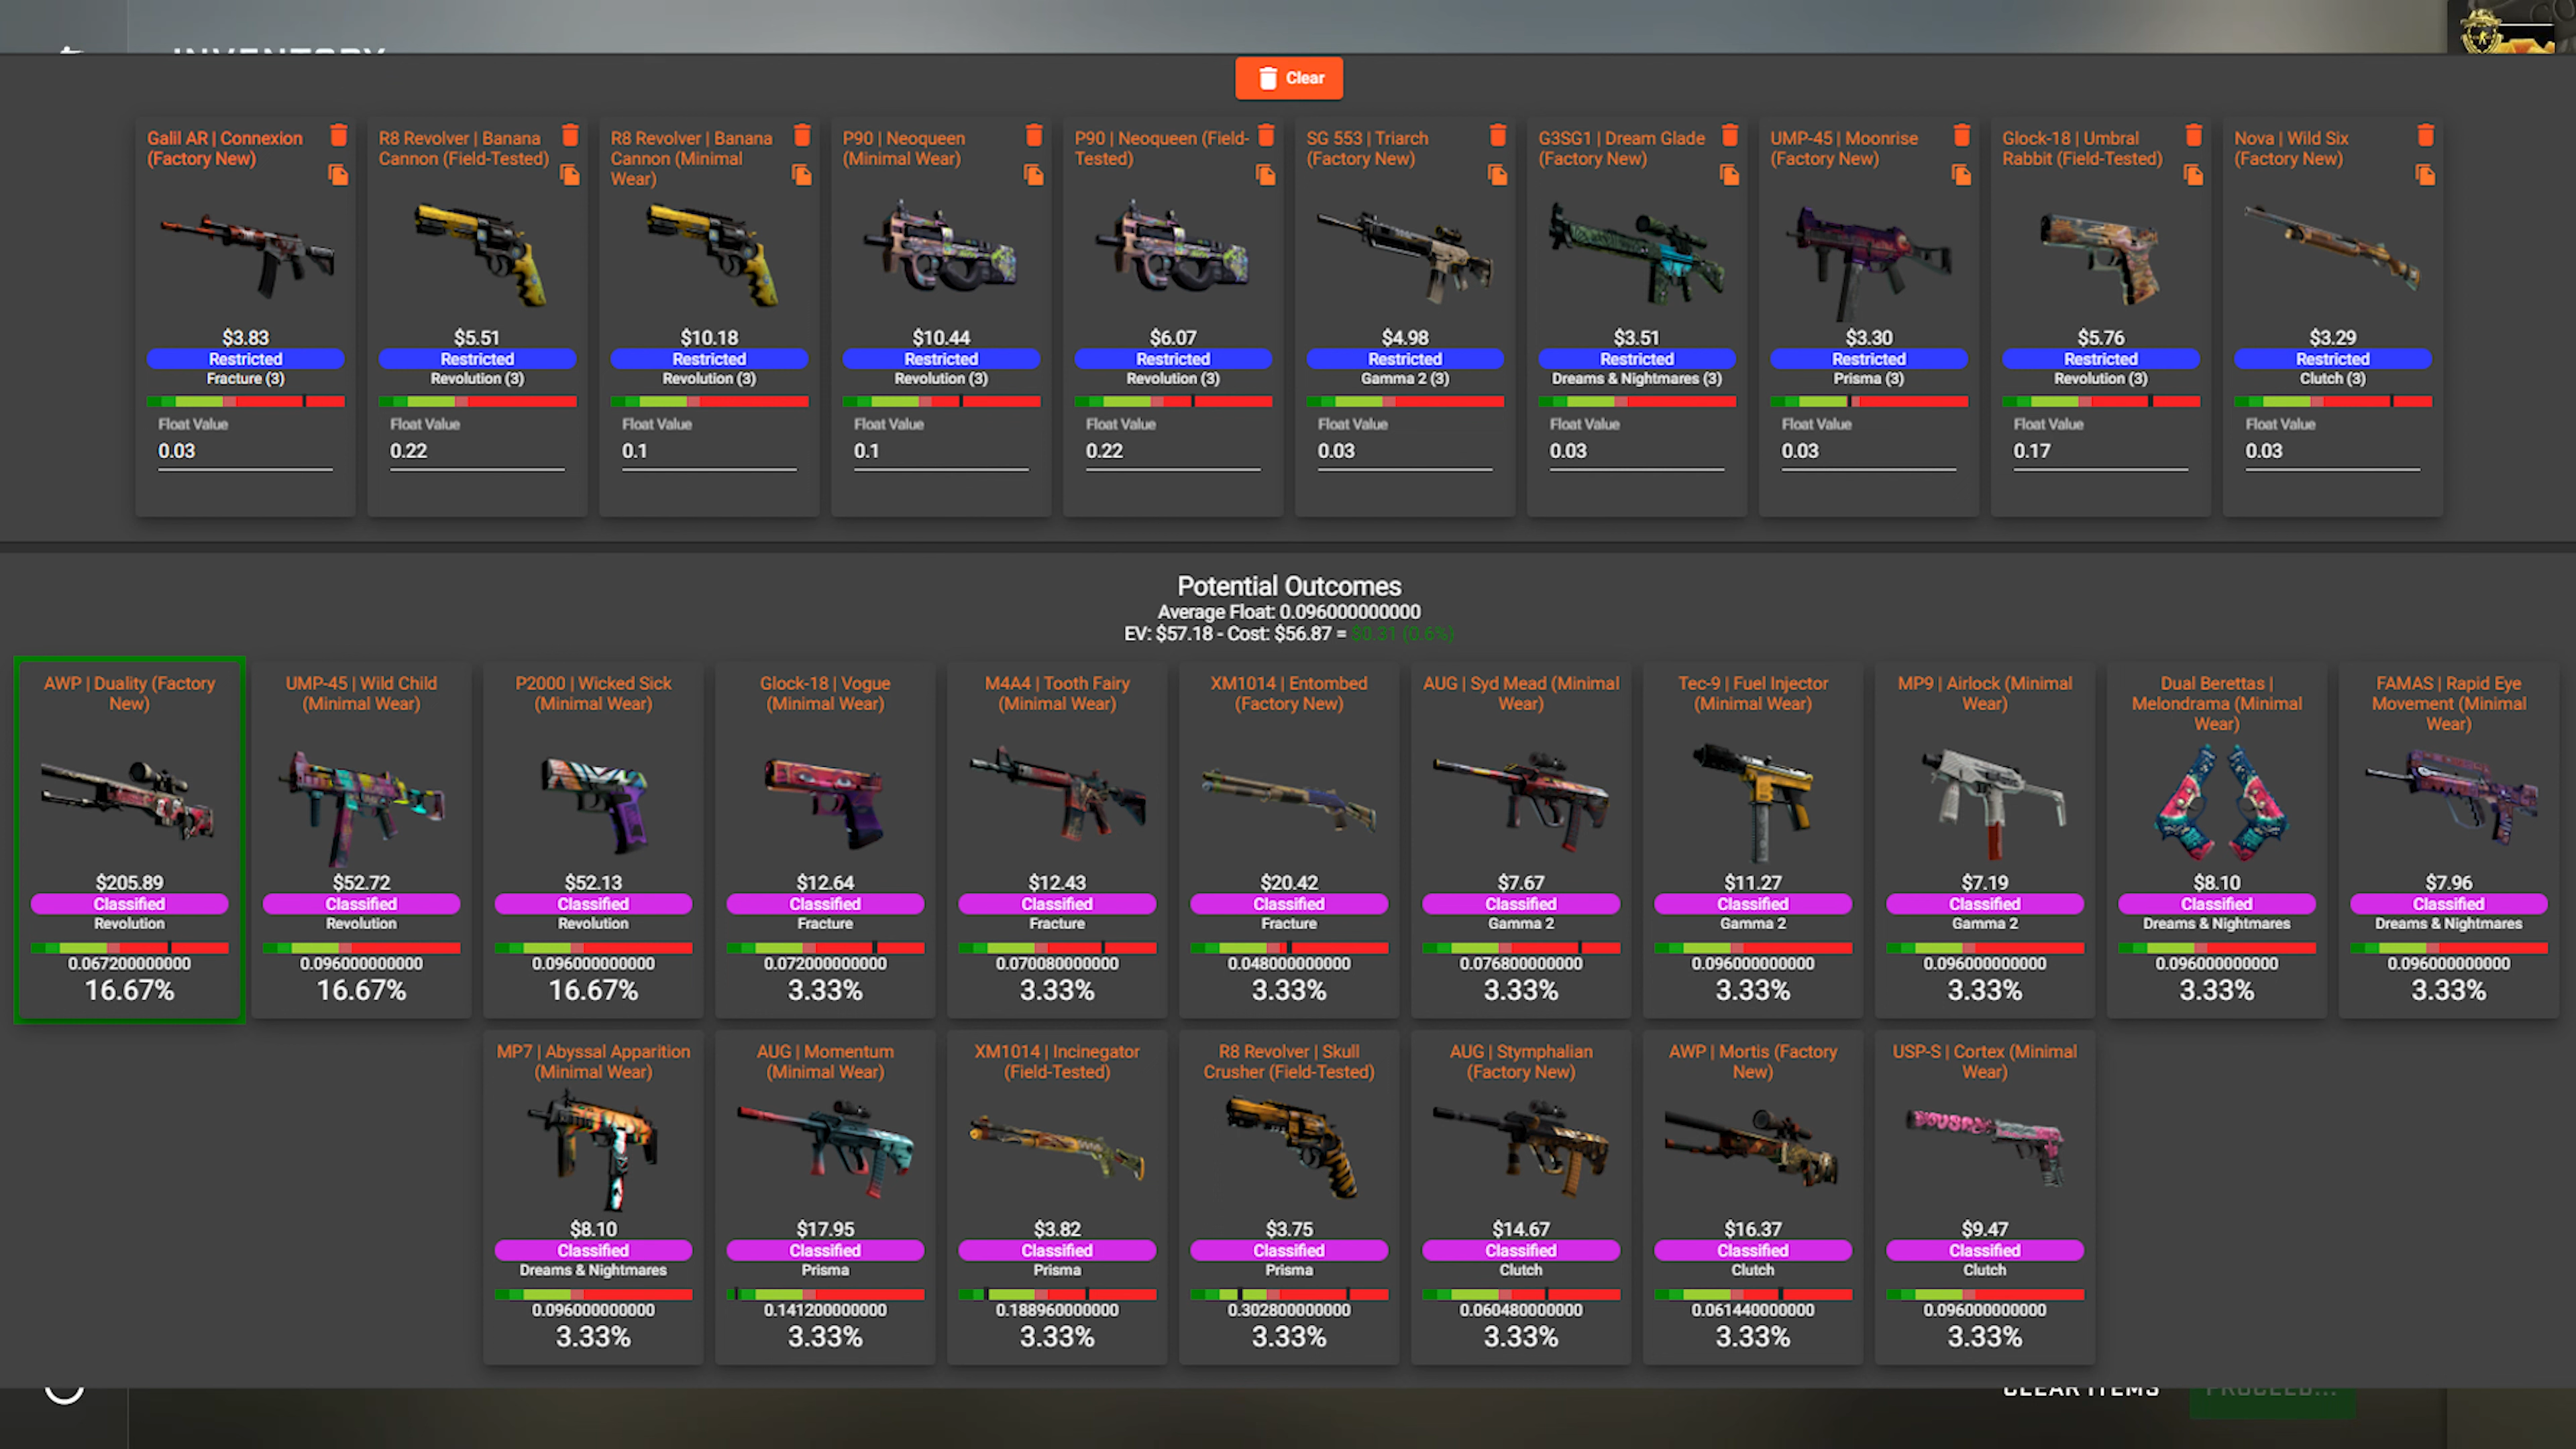 INVENTORY
Clear
Galil AR | Connexion
(Factory New)
$3.83
Restricted
Fracture (3)
Float Value
0.03
R8 Revolver | Banana
Cannon (Field-Tested)
$5.51
Restricted
Revolution (3)
Float Value
0.22
R8 Revolver | Banana
Cannon (Minimal
Wear)
$10.18
Restricted
Revolution (3)
Float Value
0.1
P90 | Neoqueen
(Minimal Wear)
$10.44
Restricted
Revolution (3)
Float Value
0.1
P90 | Neoqueen (Field-
Tested)
$6.07
Restricted
Revolution (3)
Float Value
0.22
SG 553 | Triarch
(Factory New)
$4.98
Restricted
Gamma 2 (3)
Float Value
0.03
G3SG1 | Dream Glade
(Factory New)
$3.51
Restricted
Dreams & Nightmares (3)
Float Value
0.03
UMP-45 | Moonrise
(Factory New)
$3.30
Restricted
Prisma (3)
Float Value
0.03
Glock-18 | Umbral
Rabbit (Field-Tested)
$5.76
Restricted
Revolution (3)
Float Value
0.17
Nova | Wild Six
(Factory New)
$3.29
Restricted
Clutch (3)
Float Value
0.03
Potential Outcomes
Average Float: 0.096000000000
EV: $57.18 - Cost: $56.87 = $0.31 (0.6%)
AWP | Duality (Factory
New)
$205.89
Classified
Revolution
0.067200000000
16.67%
UMP-45 | Wild Child
(Minimal Wear)
$52.72
Classified
Revolution
0.096000000000
16.67%
P2000 | Wicked Sick
(Minimal Wear)
$52.13
Classified
Revolution
0.096000000000
16.67%
Glock-18 | Vogue
(Minimal Wear)
$12.64
Classified
Fracture
0.072000000000
3.33%
M4A4 | Tooth Fairy
(Minimal Wear)
$12.43
Classified
Fracture
0.070080000000
3.33%
XM1014 | Entombed
(Factory New)
$20.42
Classified
Fracture
0.048000000000
3.33%
AUG | Syd Mead (Minimal
Wear)
$7.67
Classified
Gamma 2
0.076800000000
3.33%
Tec-9 | Fuel Injector
(Minimal Wear)
$11.27
Classified
Gamma 2
0.096000000000
3.33%
MP9 | Airlock (Minimal
Wear)
$7.19
Classified
Gamma 2
0.096000000000
3.33%
Dual Berettas |
Melondrama (Minimal
Wear)
$8.10
Classified
Dreams & Nightmares
0.096000000000
3.33%
FAMAS | Rapid Eye
Movement (Minimal
Wear)
$7.96
Classified
Dreams & Nightmares
0.096000000000
3.33%
MP7 | Abyssal Apparition
(Minimal Wear)
$8.10
Classified
Dreams & Nightmares
0.096000000000
3.33%
AUG | Momentum
(Minimal Wear)
$17.95
Classified
Prisma
0.141200000000
3.33%
XM1014 | Incinegator
(Field-Tested)
$3.82
Classified
Prisma
0.188960000000
3.33%
R8 Revolver | Skull
Crusher (Field-Tested)
$3.75
Classified
Prisma
0.302800000000
3.33%
AUG | Stymphalian
(Factory New)
$14.67
Classified
Clutch
0.060480000000
3.33%
AWP | Mortis (Factory
New)
$16.37
Classified
Clutch
0.061440000000
3.33%
USP-S | Cortex (Minimal
Wear)
$9.47
Classified
Clutch
0.096000000000
3.33%
CLEAR ITEMS
PROCEED...